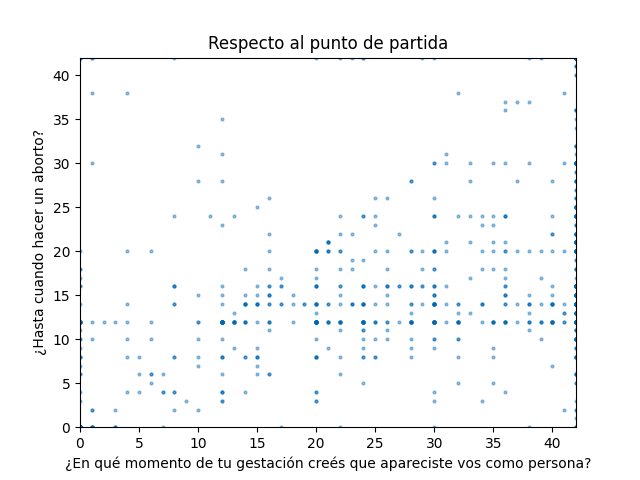 Respecto al punto de partida
¿Hasta cuando hacer un aborto?
40
35
30
25
20
15
10
5
0
0 5 10 15 20 25 30 35 40
¿En qué momento de tu gestación creés que apareciste vos como persona?